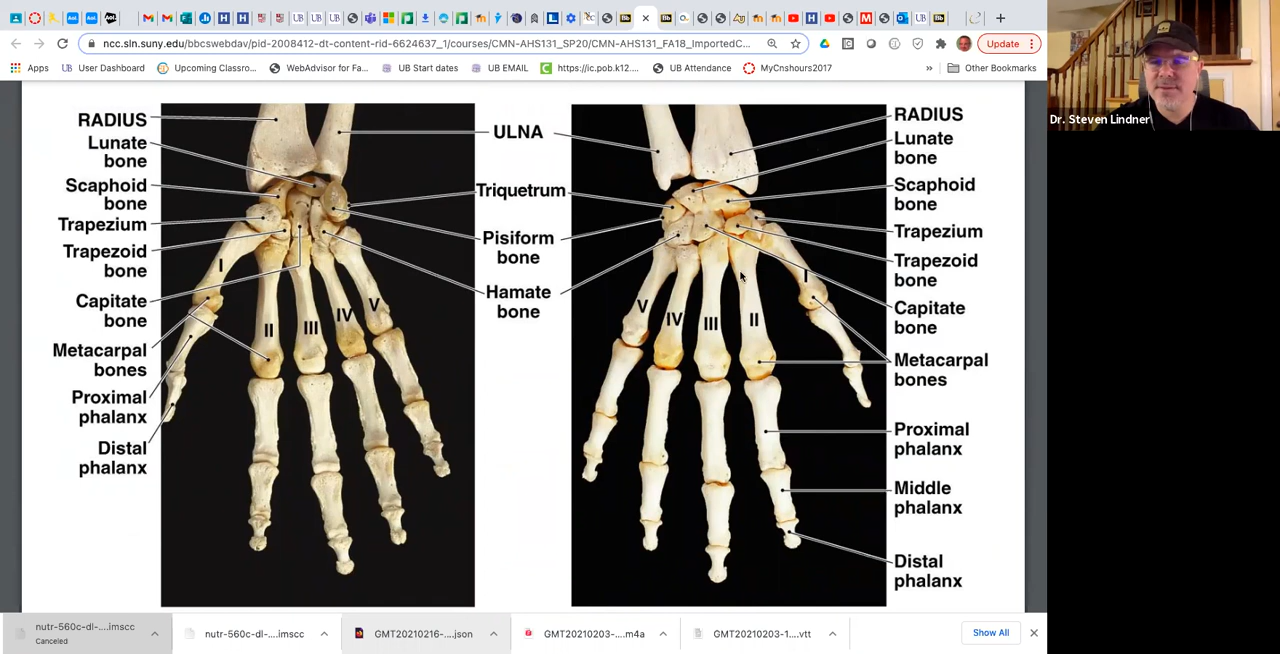 ncc.sln.suny.edu/bbcswebdav/pid-2008412-dt-content-rid-6624637_1/courses/CMN-AHS131_SP20/CMN-AHS131_FA18_ImportedC...
Update
Apps
User Dashboard
Upcoming Classro...
WebAdvisor for Fa...
UB Start dates
UB EMAIL
https://ic.pob.k12....
UB Attendance
MyCnshours2017
»
Other Bookmarks
Dr. Steven Lindner
RADIUS
Lunate
bone
Scaphoid
bone
Trapezium
Trapezoid
bone
Capitate
bone
Metacarpal
bones
Proximal
phalanx
Distal
phalanx
I
II
III
IV
V
ULNA
Triquetrum
Pisiform
bone
Hamate
bone
V
IV
III
II
I
RADIUS
Lunate
bone
Scaphoid
bone
Trapezium
Trapezoid
bone
Capitate
bone
Metacarpal
bones
Proximal
phalanx
Middle
phalanx
Distal
phalanx
nutr-560c-dl-....imscc
Canceled
nutr-560c-dl-....imscc
GMT20210216-....json
GMT20210203-....m4a
GMT20210203-1....vtt
Show All